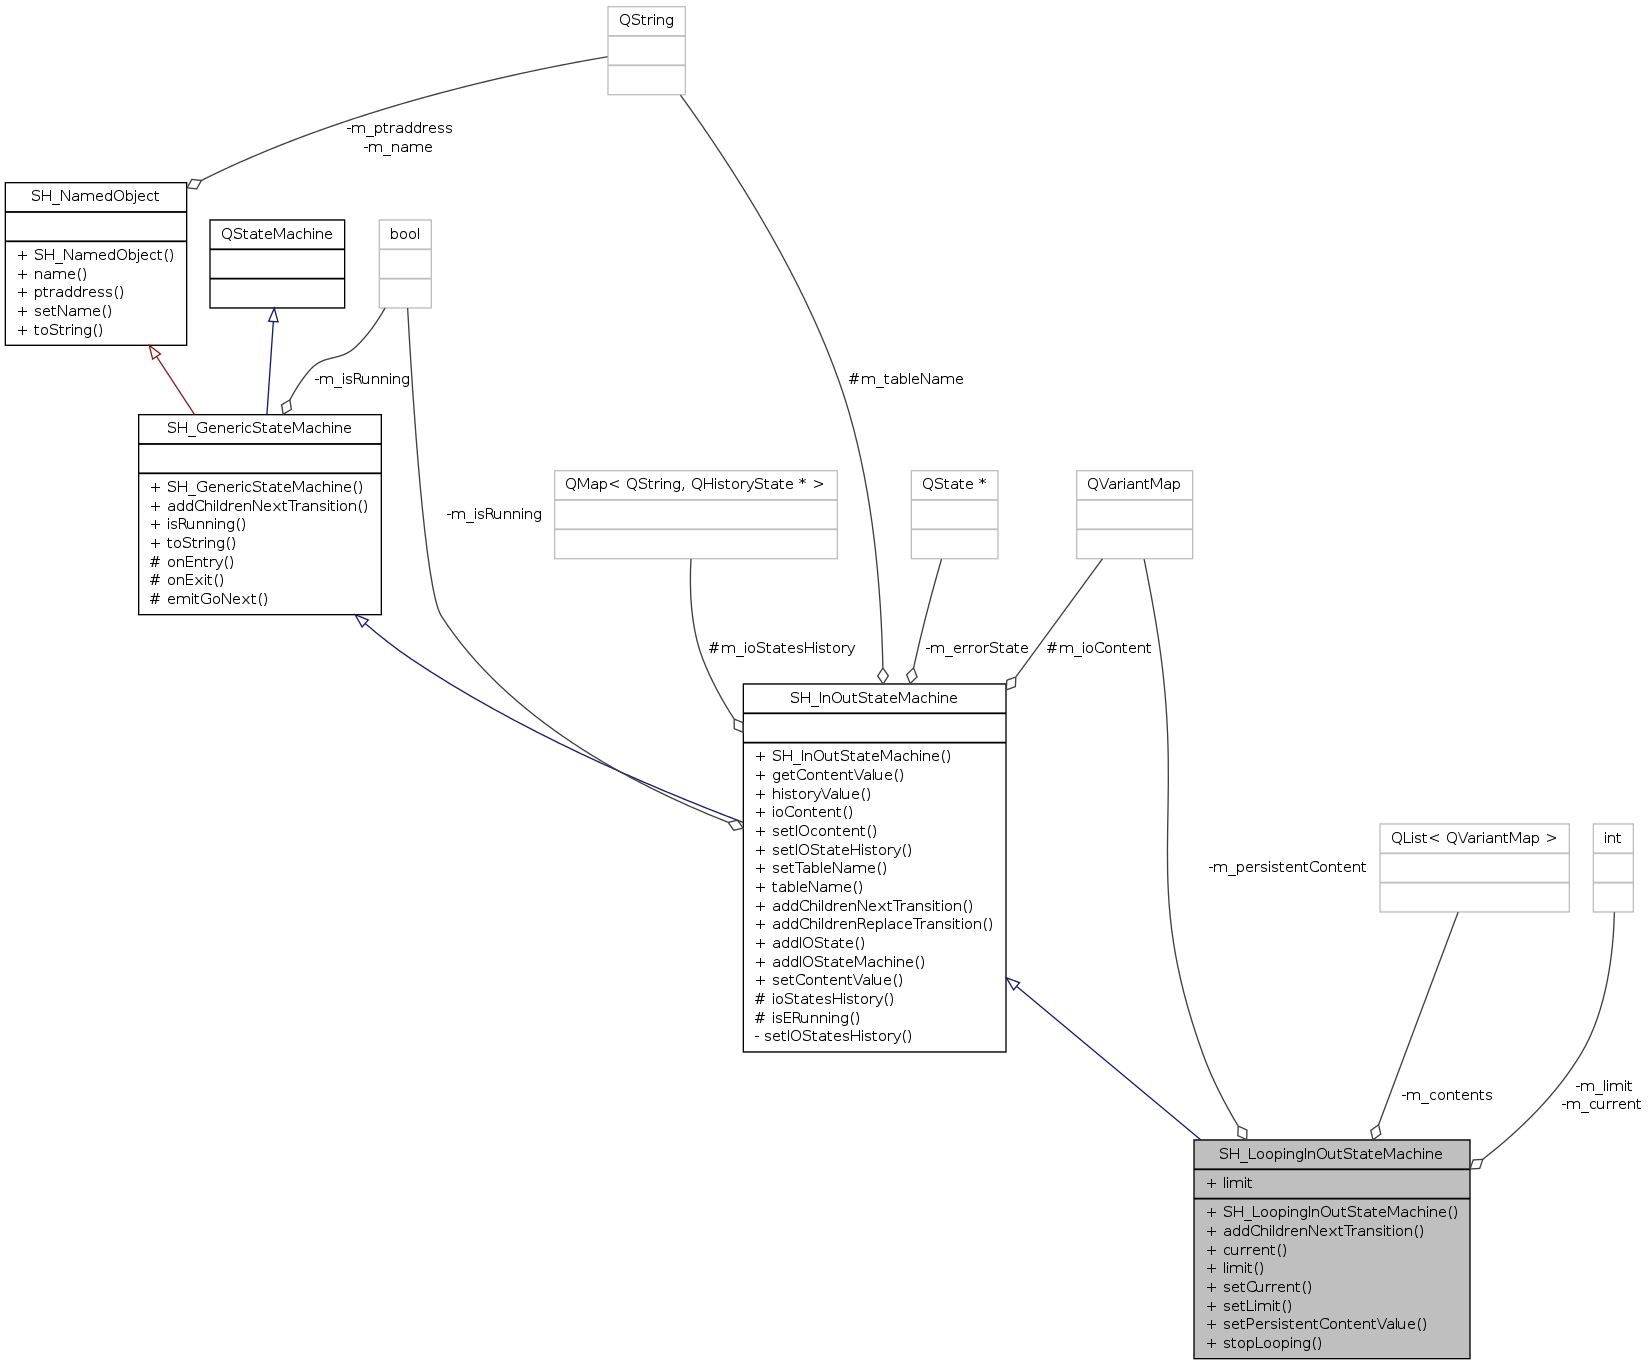 QString
-m_ptraddress
-m_name
SH_NamedObject
+ SH_NamedObject()
+ name()
+ ptraddress()
+ setName()
+ toString()
QStateMachine
bool
-m_isRunning
#m_tableName
SH_GenericStateMachine
+ SH_GenericStateMachine()
+ addChildrenNextTransition()
+ isRunning()
+ toString()
# onEntry()
# onExit()
# emitGoNext()
-m_isRunning
QMap< QString, QHistoryState * >
QState *
QVariantMap
#m_ioStatesHistory
-m_errorState
#m_ioContent
SH_InOutStateMachine
+ SH_InOutStateMachine()
+ getContentValue()
+ historyValue()
+ ioContent()
+ setIOcontent()
+ setIOStateHistory()
+ setTableName()
+ tableName()
+ addChildrenNextTransition()
+ addChildrenReplaceTransition()
+ addIOState()
+ addIOStateMachine()
+ setContentValue()
# ioStatesHistory()
# isERunning()
- setIOStatesHistory()
-m_persistentContent
QList< QVariantMap >
int
-m_contents
-m_limit
-m_current
SH_LoopingInOutStateMachine
+ limit
+ SH_LoopingInOutStateMachine()
+ addChildrenNextTransition()
+ current()
+ limit()
+ setCurrent()
+ setLimit()
+ setPersistentContentValue()
+ stopLooping()